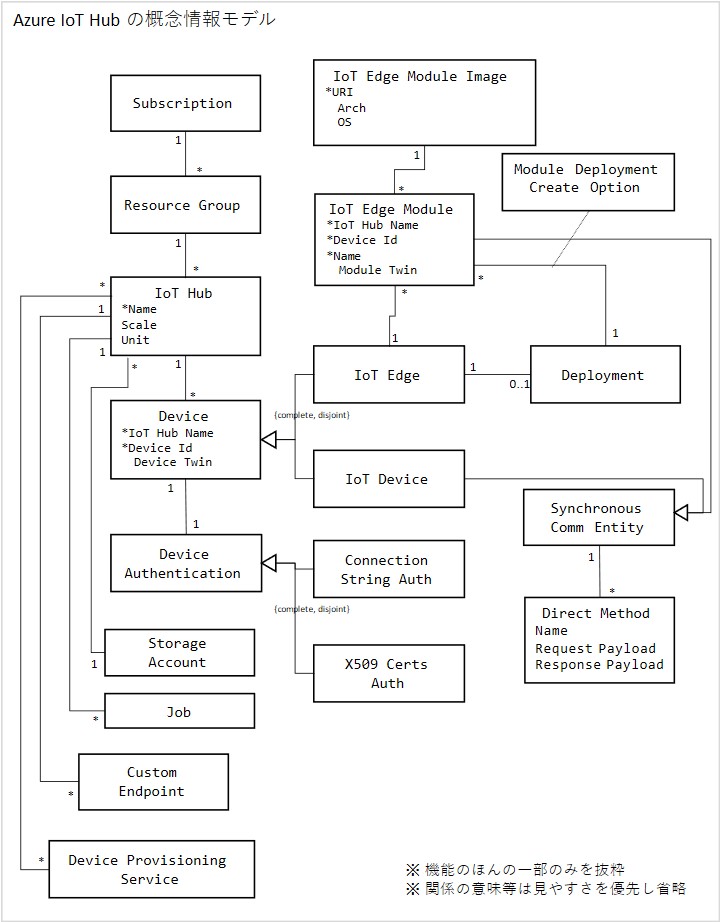 Azure IoT Hub の概念情報モデル
Subscription
1
*
Resource Group
1
*
IoT Hub
*Name
Scale
Unit
*
1
1
*
1
*
Device
*IoT Hub Name
*Device Id
Device Twin
1
1
Device
Authentication
Storage
Account
1
Job
*
Custom
Endpoint
*
Device Provisioning
Service
*
IoT Edge Module Image
*URI
Arch
OS
1
*
IoT Edge Module
*IoT Hub Name
*Device Id
*Name
Module Twin
*
*
1
Module Deployment
Create Option
IoT Edge
1
0..1
1
Deployment
{complete, disjoint}
IoT Device
Connection
String Auth
{complete, disjoint}
X509 Certs
Auth
Synchronous
Comm Entity
1
*
Direct Method
Name
Request Payload
Response Payload
※ 機能のほんの一部のみを抜粋
※ 関係の意味等は見やすさを優先し省略